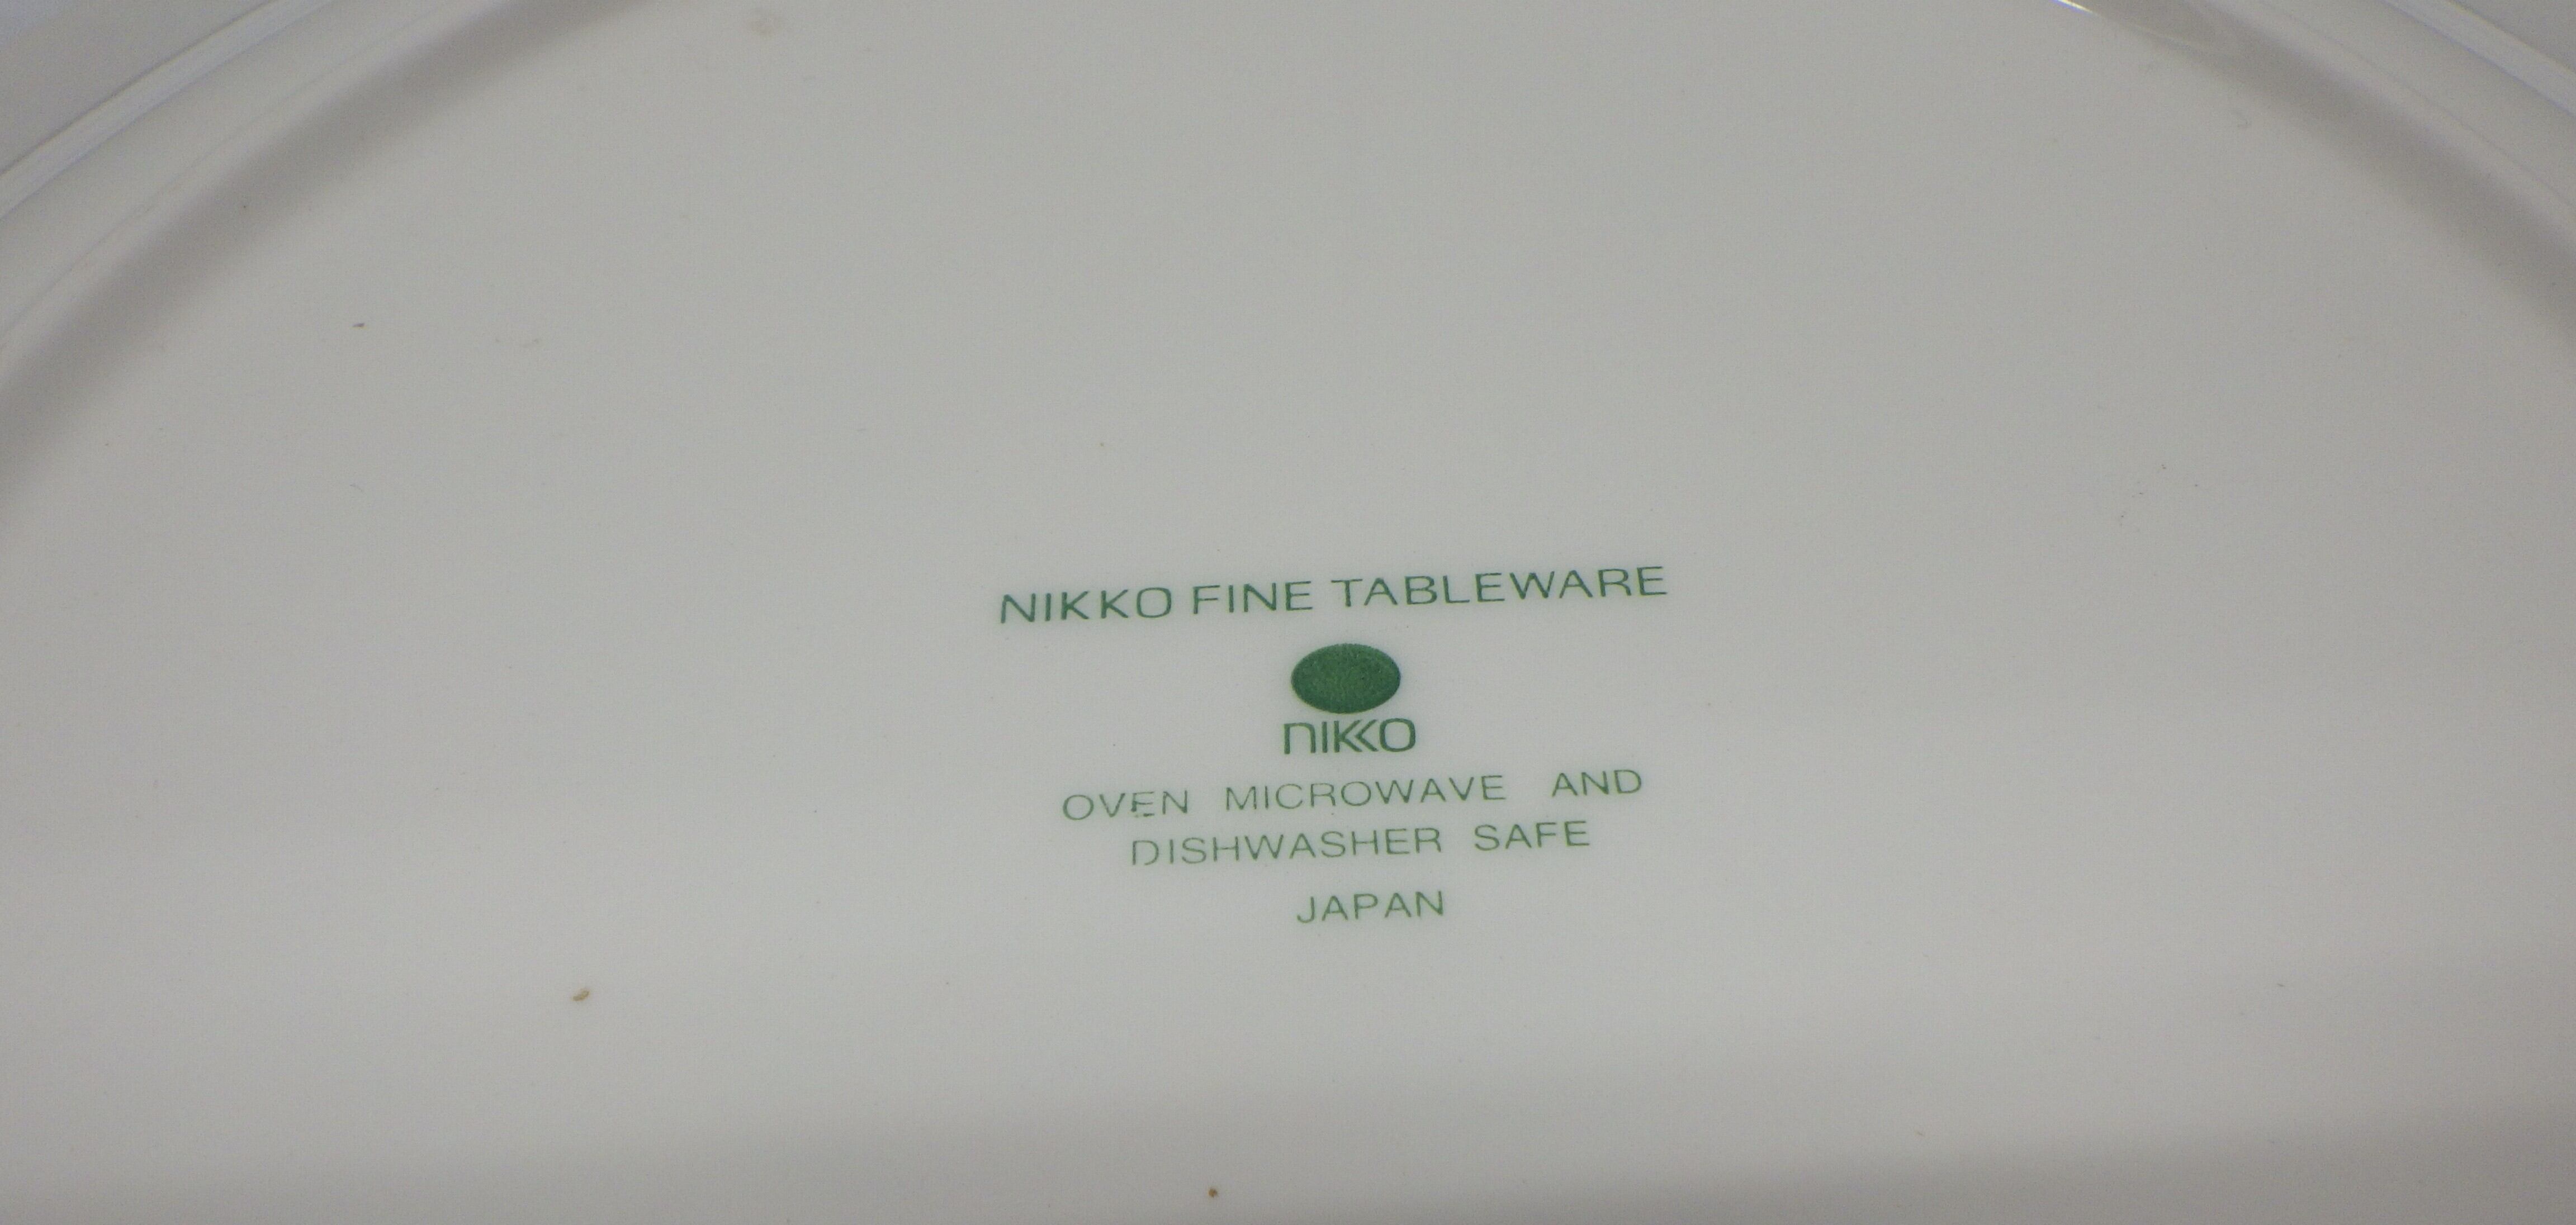 NIKKO FINE TABLEWARE
NIKKO
OVEN MICROWAVE AND
DISHWASHER SAFE
JAPAN